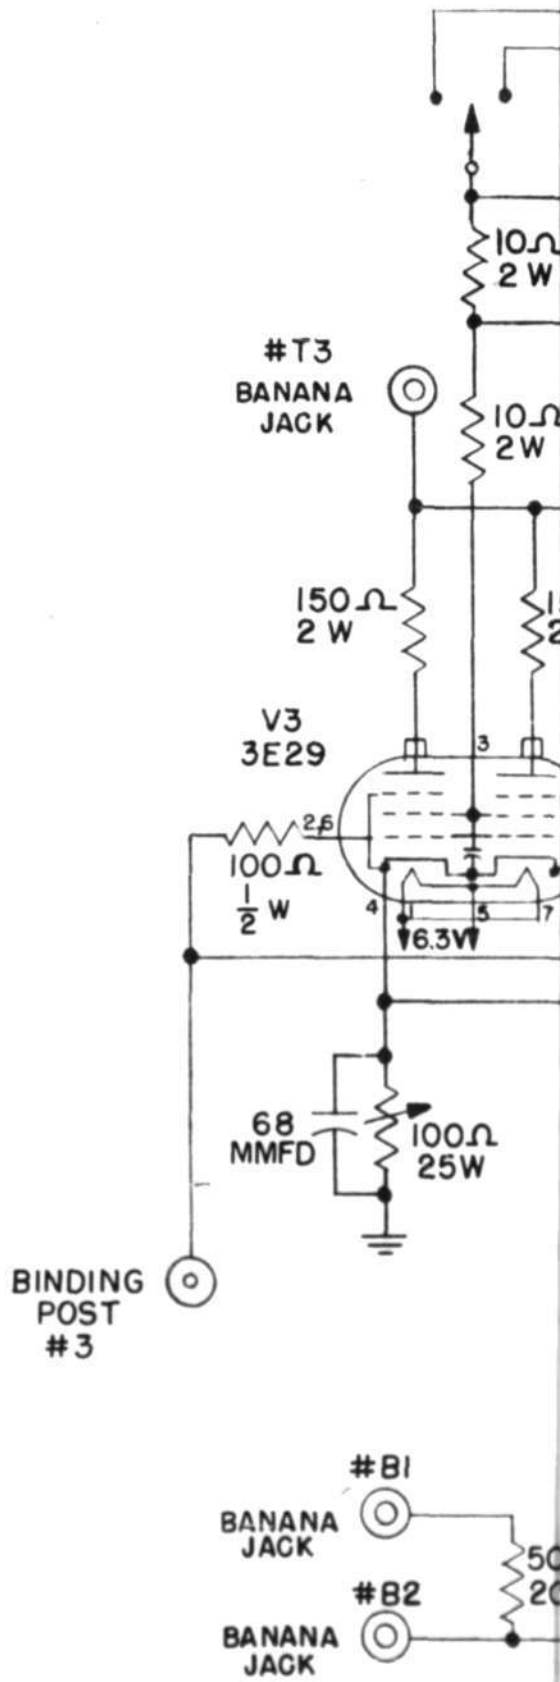 10Ω
2 W
#T3
BANANA
JACK
10Ω
2W
150Ω
2 W
V3
3E29
3
2,6
100Ω
1/2 W
4
1
5
7
6.3V
68
MMFD
100Ω
25W
BINDING
POST
#3
#B1
BANANA
JACK
#B2
BANANA
JACK